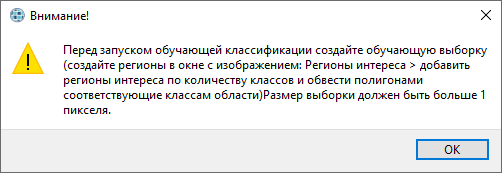 Внимание!
Перед запуском обучающей классификации создайте обучающую выборку
(создайте регионы в окне с изображением: Регионы интереса > добавить
регионы интереса по количеству классов и обвести полигонами
соответствующие классам области)Размер выборки должен быть больше 1
пикселя.
ОК